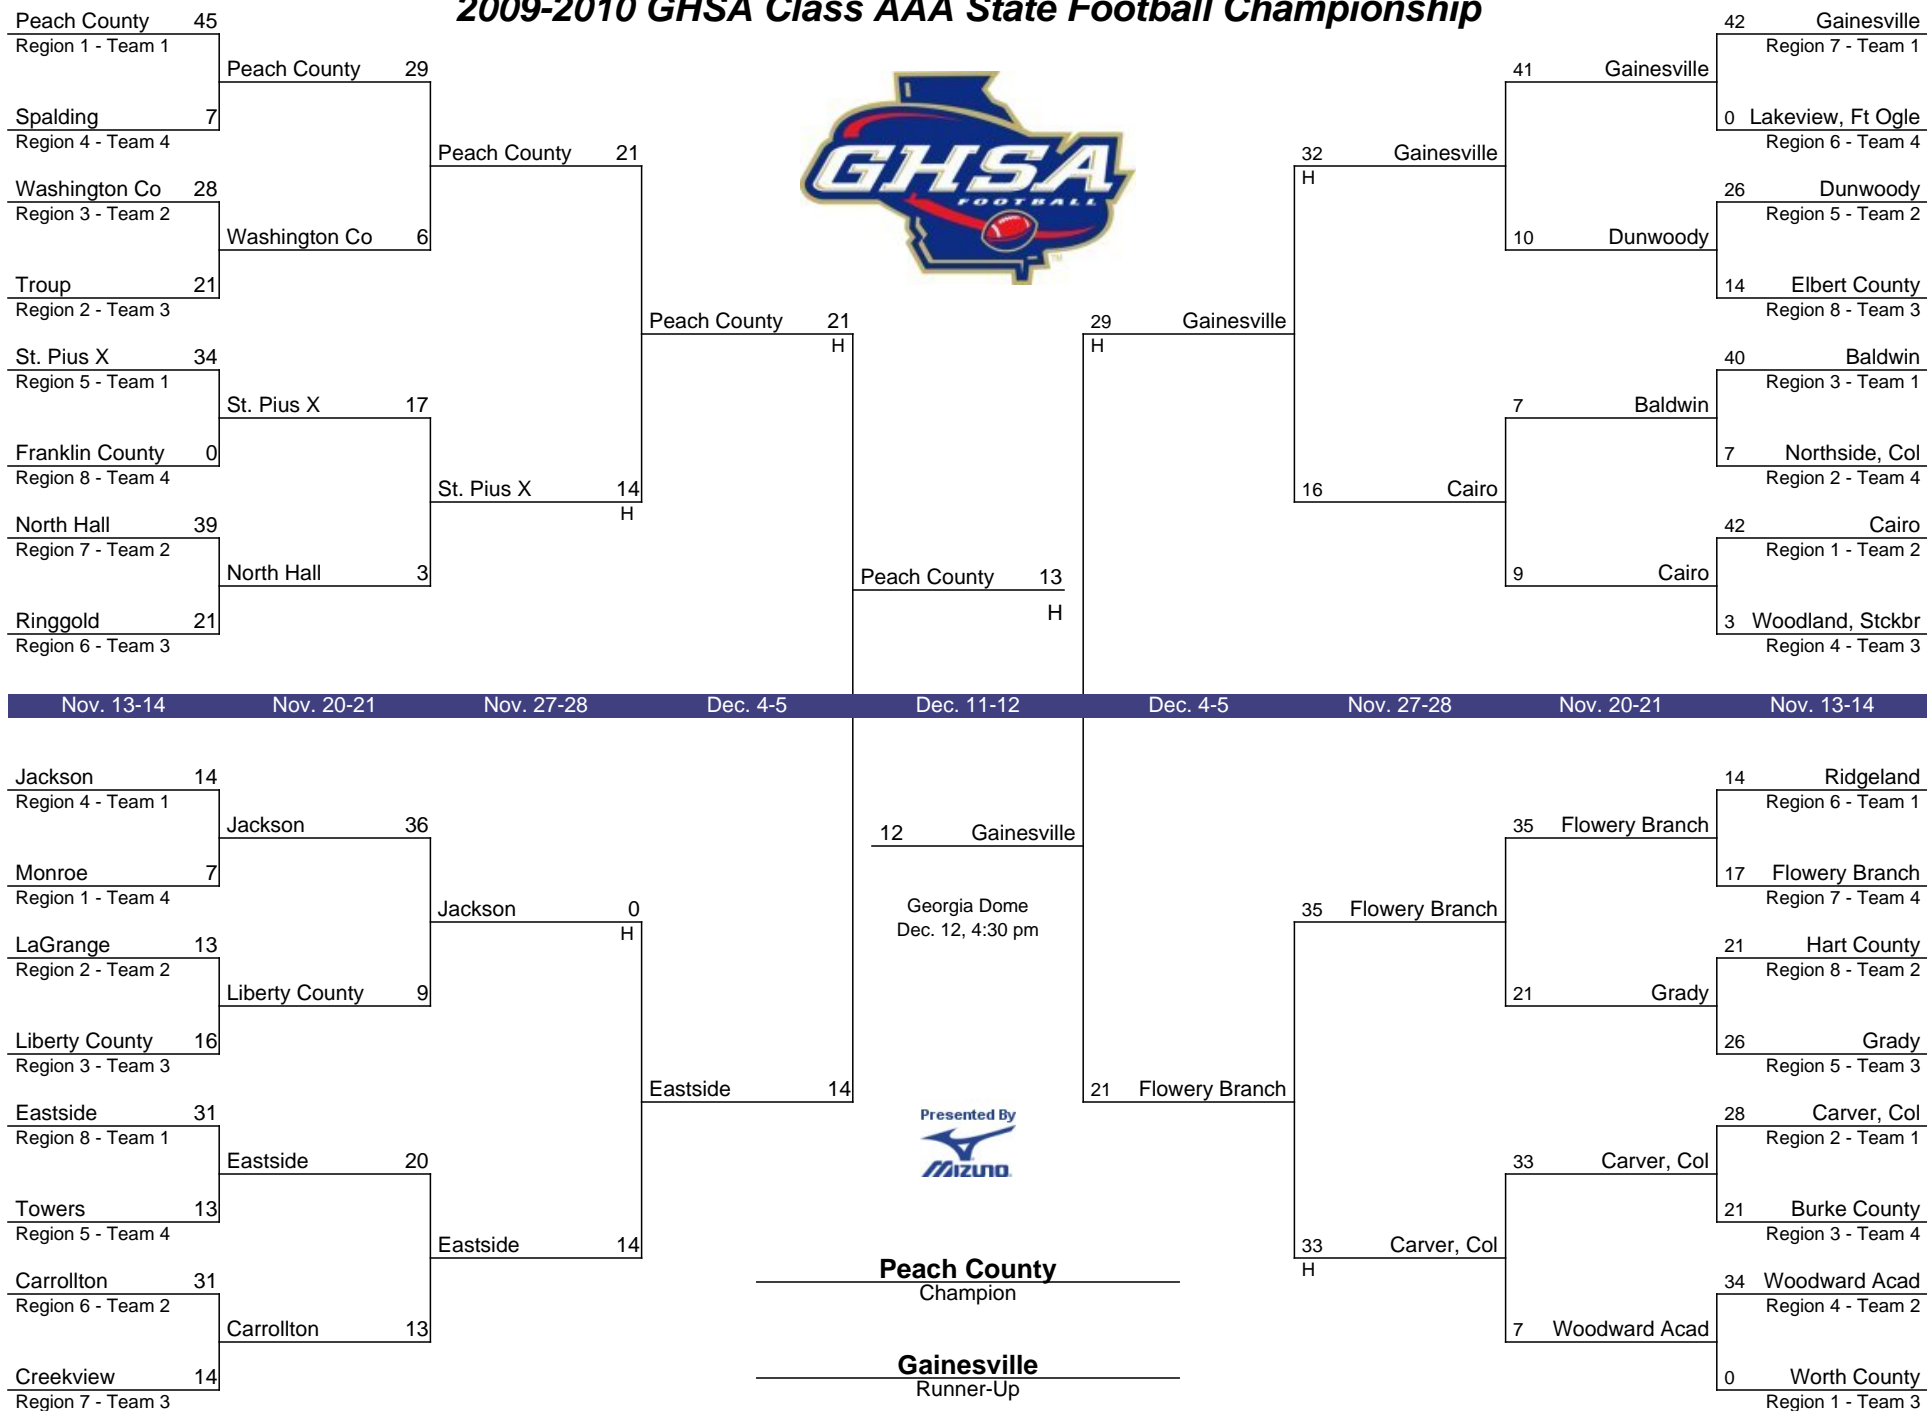 2009-2010 GHSA Class AAA State Football Championship
Peach County 45
Region 1 - Team 1
Spalding 7
Region 4 - Team 4
Washington Co 28
Region 3 - Team 2
Troup 21
Region 2 - Team 3
St. Pius X 34
Region 5 - Team 1
Franklin County 0
Region 8 - Team 4
North Hall 39
Region 7 - Team 2
Ringgold 21
Region 6 - Team 3
Peach County 29
Washington Co 6
St. Pius X 17
North Hall 3
Peach County 21
St. Pius X 14
H
Peach County 21
H
Peach County 13
H
GHSA
FOOTBALL
TM
29 Gainesville
H
32 Gainesville
H
16 Cairo
41 Gainesville
10 Dunwoody
7 Baldwin
9 Cairo
42 Gainesville
Region 7 - Team 1
0 Lakeview, Ft Ogle
Region 6 - Team 4
26 Dunwoody
Region 5 - Team 2
14 Elbert County
Region 8 - Team 3
40 Baldwin
Region 3 - Team 1
7 Northside, Col
Region 2 - Team 4
42 Cairo
Region 1 - Team 2
3 Woodland, Stckbr
Region 4 - Team 3
Nov. 13-14 Nov. 20-21 Nov. 27-28 Dec. 4-5 Dec. 11-12 Dec. 4-5 Nov. 27-28 Nov. 20-21 Nov. 13-14
Jackson 14
Region 4 - Team 1
Monroe 7
Region 1 - Team 4
LaGrange 13
Region 2 - Team 2
Liberty County 16
Region 3 - Team 3
Eastside 31
Region 8 - Team 1
Towers 13
Region 5 - Team 4
Carrollton 31
Region 6 - Team 2
Creekview 14
Region 7 - Team 3
Jackson 36
Liberty County 9
Eastside 20
Carrollton 13
Jackson 0
H
Eastside 14
Eastside 14
12 Gainesville
Georgia Dome
Dec. 12, 4:30 pm
Presented By
MIZUNO
Peach County
Champion
Gainesville
Runner-Up
21 Flowery Branch
35 Flowery Branch
33 Carver, Col
H
35 Flowery Branch
21 Grady
33 Carver, Col
7 Woodward Acad
14 Ridgeland
Region 6 - Team 1
17 Flowery Branch
Region 7 - Team 4
21 Hart County
Region 8 - Team 2
26 Grady
Region 5 - Team 3
28 Carver, Col
Region 2 - Team 1
21 Burke County
Region 3 - Team 4
34 Woodward Acad
Region 4 - Team 2
0 Worth County
Region 1 - Team 3